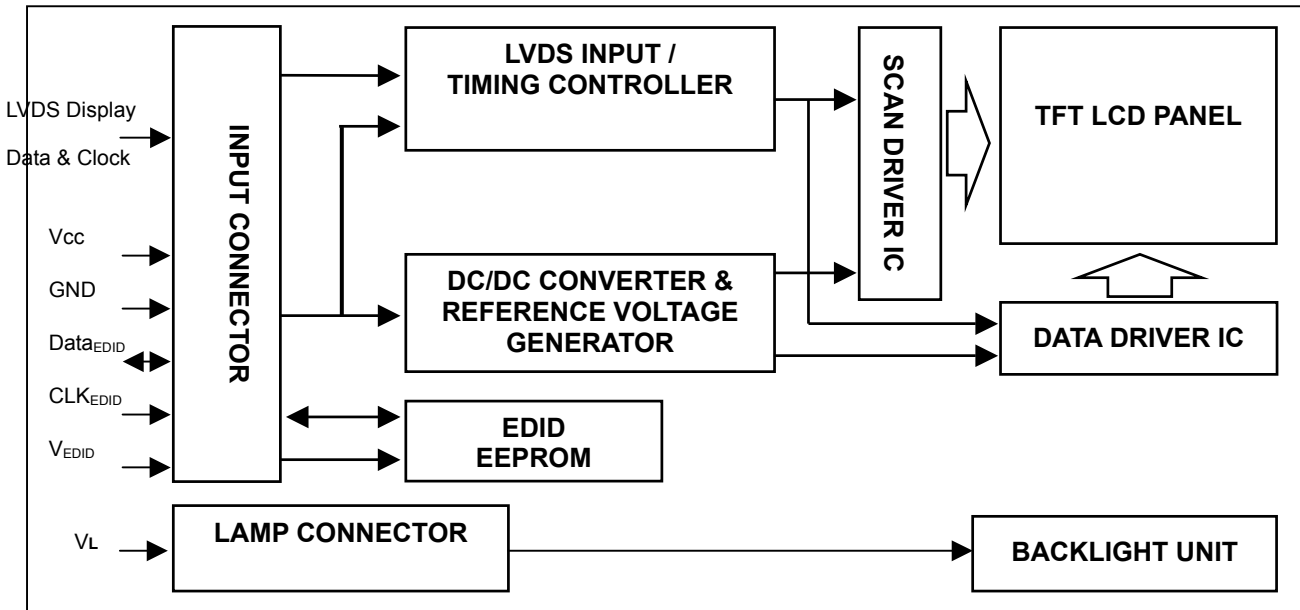 LVDS Display
Data & Clock
Vcc
GND
DataEDID
CLKEDID
VEDID
VL
INPUT CONNECTOR
LVDS INPUT /
TIMING CONTROLLER
DC/DC CONVERTER &
REFERENCE VOLTAGE
GENERATOR
EDID
EEPROM
SCAN DRIVER IC
TFT LCD PANEL
DATA DRIVER IC
LAMP CONNECTOR
BACKLIGHT UNIT